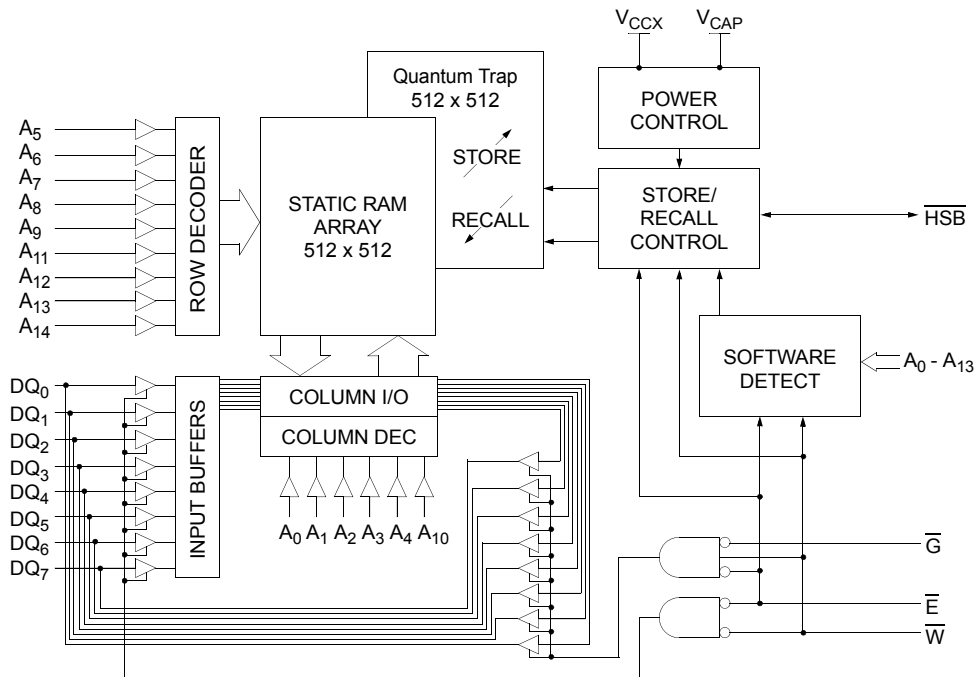 V_CCX
V_CAP
Quantum Trap
512 x 512
POWER
CONTROL
A5
A6
A7
A8
A9
A11
A12
A13
A14
ROW DECODER
STATIC RAM
ARRAY
512 x 512
STORE
RECALL
STORE/
RECALL
CONTROL
HSB
SOFTWARE
DETECT
A0 - A13
DQ0
DQ1
DQ2
DQ3
DQ4
DQ5
DQ6
DQ7
INPUT BUFFERS
COLUMN I/O
COLUMN DEC
A0 A1 A2 A3 A4 A10
G
E
W